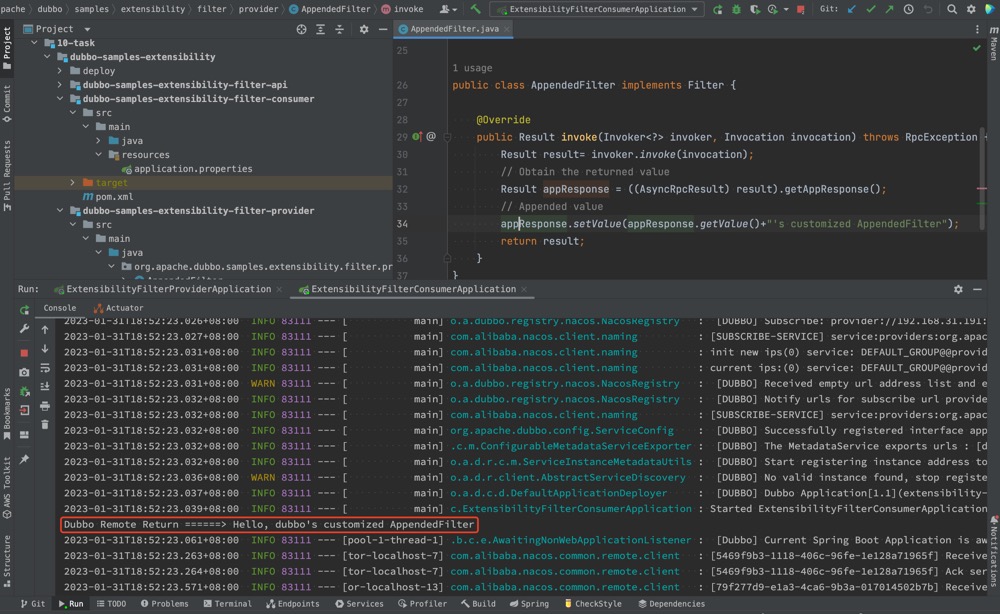 pache > dubbo > samples > extensibility > filter > provider > AppendedFilter > invoke
ExtensibilityFilterConsumerApplication
Git:
Project
AppendedFilter.java
10-task
dubbo-samples-extensibility
deploy
dubbo-samples-extensibility-filter-api
dubbo-samples-extensibility-filter-consumer
src
main
java
resources
application.properties
target
pom.xml
dubbo-samples-extensibility-filter-provider
src
main
java
org.apache.dubbo.samples.extensibility.filter.pr
25
1 usage
26 public class AppendedFilter implements Filter {
27
28 @Override
29 public Result invoke(Invoker<?> invoker, Invocation invocation) throws RpcException {
30 Result result= invoker.invoke(invocation);
31 // Obtain the returned value
32 Result appResponse = ((AsyncRpcResult) result).getAppResponse();
33 // Appended value
34 appResponse.setValue(appResponse.getValue()+"'s customized AppendedFilter");
35 return result;
36 }
37 }
Project
Commit
Pull Requests
Bookmarks
AWS Toolkit
Structure
Maven
Notifications
Run: ExtensibilityFilterProviderApplication × ExtensibilityFilterConsumerApplication ×
Console Actuator
2023-01-31T18:52:23.026+08:00 INFO 83111 --- [ main] o.a.dubbo.registry.nacos.NacosRegistry : [DUBBO] Subscribe: provider://192.168.31.191:
2023-01-31T18:52:23.027+08:00 INFO 83111 --- [ main] com.alibaba.nacos.client.naming : [SUBSCRIBE-SERVICE] service:providers:org.apac
2023-01-31T18:52:23.031+08:00 INFO 83111 --- [ main] com.alibaba.nacos.client.naming : init new ips(0) service: DEFAULT_GROUP@@provid
2023-01-31T18:52:23.031+08:00 INFO 83111 --- [ main] com.alibaba.nacos.client.naming : current ips:(0) service: DEFAULT_GROUP@@provid
2023-01-31T18:52:23.031+08:00 WARN 83111 --- [ main] o.a.dubbo.registry.nacos.NacosRegistry : [DUBBO] Received empty url address list and e
2023-01-31T18:52:23.032+08:00 INFO 83111 --- [ main] o.a.dubbo.registry.nacos.NacosRegistry : [DUBBO] Notify urls for subscribe url provide
2023-01-31T18:52:23.032+08:00 INFO 83111 --- [ main] com.alibaba.nacos.client.naming : [SUBSCRIBE-SERVICE] service:providers:org.apac
2023-01-31T18:52:23.032+08:00 INFO 83111 --- [ main] org.apache.dubbo.config.ServiceConfig : [DUBBO] Successfully registered interface app
2023-01-31T18:52:23.032+08:00 INFO 83111 --- [ main] .c.m.ConfigurableMetadataServiceExporter : [DUBBO] The MetadataService exports urls : [d
2023-01-31T18:52:23.032+08:00 INFO 83111 --- [ main] o.a.d.r.c.m.ServiceInstanceMetadataUtils : [DUBBO] Start registering instance address to
2023-01-31T18:52:23.036+08:00 WARN 83111 --- [ main] o.a.d.r.client.AbstractServiceDiscovery : [DUBBO] No valid instance found, stop regist
2023-01-31T18:52:23.037+08:00 INFO 83111 --- [ main] o.a.d.c.d.DefaultApplicationDeployer : [DUBBO] Dubbo Application[1.1](extensibility-
2023-01-31T18:52:23.039+08:00 INFO 83111 --- [ main] c.ExtensibilityFilterConsumerApplication : Started ExtensibilityFilterConsumerApplication
Dubbo Remote Return ======> Hello, dubbo's customized AppendedFilter
2023-01-31T18:52:23.061+08:00 INFO 83111 --- [pool-1-thread-1] .b.c.e.AwaitingNonWebApplicationListener : [Dubbo] Current Spring Boot Application is aw
2023-01-31T18:52:23.263+08:00 INFO 83111 --- [tor-localhost-7] com.alibaba.nacos.common.remote.client : [5469f9b3-1118-406c-96fe-1e128a71965f] Receive
2023-01-31T18:52:23.264+08:00 INFO 83111 --- [tor-localhost-7] com.alibaba.nacos.common.remote.client : [5469f9b3-1118-406c-96fe-1e128a71965f] Ack ser
2023-01-31T18:52:23.571+08:00 INFO 83111 --- [or-localhost-13] com.alibaba.nacos.common.remote.client : [79f277d9-e1a3-4ca6-9b3a-017014502b7b] Receive
Git Run TODO Problems Terminal Endpoints Services Profiler Build Spring CheckStyle Dependencies